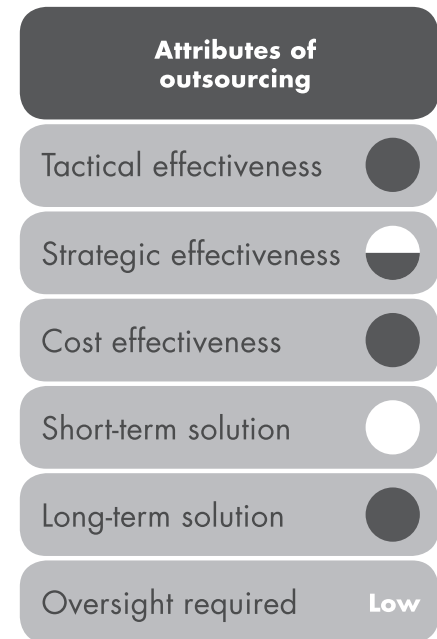 Attributes of
outsourcing
Tactical effectiveness
Strategic effectiveness
Cost effectiveness
Short-term solution
Long-term solution
Oversight required Low